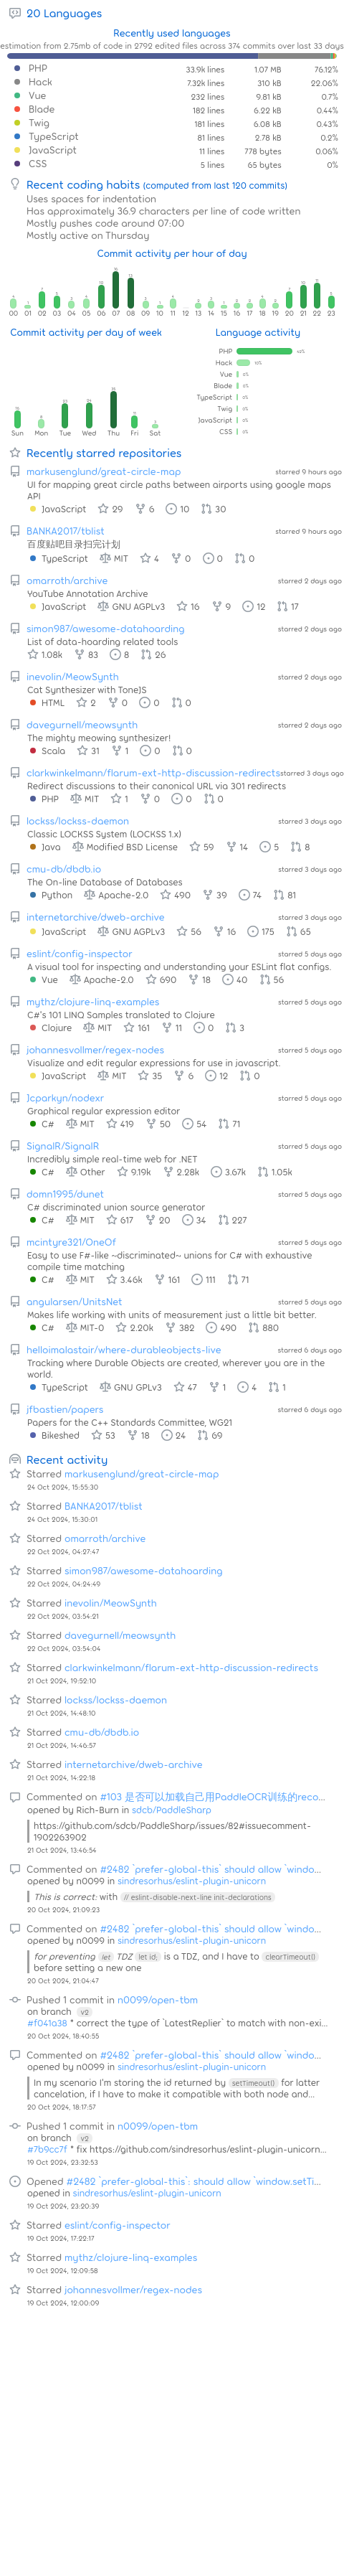 20 Languages
Recently used languages
estimation from 2.75mb of code in 2792 edited files across 374 commits over last 33 days
PHP 33.9k lines 1.07 MB 76.12%
Hack 7.32k lines 310 kB 22.06%
Vue 232 lines 9.81 kB 0.7%
Blade 182 lines 6.22 kB 0.44%
Twig 181 lines 6.08 kB 0.43%
TypeScript 81 lines 2.78 kB 0.2%
JavaScript 11 lines 778 bytes 0.06%
CSS 5 lines 65 bytes 0%
Recent coding habits (computed from last 120 commits)
Uses spaces for indentation
Has approximately 36.9 characters per line of code written
Mostly pushes code around 07:00
Mostly active on Thursday
Commit activity per hour of day
00 01 02 03 04 05 06 07 08 09 10 11 12 13 14 15 16 17 18 19 20 21 22 23
Commit activity per day of week
Sun Mon Tue Wed Thu Fri Sat
Language activity
PHP
Hack
Vue
Blade
TypeScript
Twig
JavaScript
CSS
Recently starred repositories
markusenglund/great-circle-map starred 9 hours ago
UI for mapping great circle paths between airports using google maps
API
JavaScript 29 6 10 30
BANKA2017/tblist starred 9 hours ago
百度贴吧目录扫完计划
TypeScript MIT 4 0 0 0
omarroth/archive starred 2 days ago
YouTube Annotation Archive
JavaScript GNU AGPLv3 16 9 12 17
simon987/awesome-datahoarding starred 2 days ago
List of data-hoarding related tools
1.08k 83 8 26
inevolin/MeowSynth starred 2 days ago
Cat Synthesizer with ToneJS
HTML 2 0 0 0
davegurnell/meowsynth starred 2 days ago
The mighty meowing synthesizer!
Scala 31 1 0 0
clarkwinkelmann/flarum-ext-http-discussion-redirects starred 3 days ago
Redirect discussions to their canonical URL via 301 redirects
PHP MIT 1 0 0 0
lockss/lockss-daemon starred 3 days ago
Classic LOCKSS System (LOCKSS 1.x)
Java Modified BSD License 59 14 5 8
cmu-db/dbdb.io starred 3 days ago
The On-line Database of Databases
Python Apache-2.0 490 39 74 81
internetarchive/dweb-archive starred 3 days ago
JavaScript GNU AGPLv3 56 16 175 65
eslint/config-inspector starred 5 days ago
A visual tool for inspecting and understanding your ESLint flat configs.
Vue Apache-2.0 690 18 40 56
mythz/clojure-linq-examples starred 5 days ago
C#'s 101 LINQ Samples translated to Clojure
Clojure MIT 161 11 0 3
johannesvollmer/regex-nodes starred 5 days ago
Visualize and edit regular expressions for use in javascript.
JavaScript MIT 35 6 12 0
Jcparkyn/nodexr starred 5 days ago
Graphical regular expression editor
C# MIT 419 50 54 71
SignalR/SignalR starred 5 days ago
Incredibly simple real-time web for .NET
C# Other 9.19k 2.28k 3.67k 1.05k
domn1995/dunet starred 5 days ago
C# discriminated union source generator
C# MIT 617 20 34 227
mcintyre321/OneOf starred 5 days ago
Easy to use F#-like ~discriminated~ unions for C# with exhaustive
compile time matching
C# MIT 3.46k 161 111 71
angularsen/UnitsNet starred 5 days ago
Makes life working with units of measurement just a little bit better.
C# MIT-0 2.20k 382 490 880
helloimalastair/where-durableobjects-live starred 6 days ago
Tracking where Durable Objects are created, wherever you are in the
world.
TypeScript GNU GPLv3 47 1 4 1
jfbastien/papers starred 6 days ago
Papers for the C++ Standards Committee, WG21
Bikeshed 53 18 24 69
Recent activity
Starred markusenglund/great-circle-map
24 Oct 2024, 15:55:30
Starred BANKA2017/tblist
24 Oct 2024, 15:30:01
Starred omarroth/archive
22 Oct 2024, 04:27:47
Starred simon987/awesome-datahoarding
22 Oct 2024, 04:24:49
Starred inevolin/MeowSynth
22 Oct 2024, 03:54:21
Starred davegurnell/meowsynth
22 Oct 2024, 03:54:04
Starred clarkwinkelmann/flarum-ext-http-discussion-redirects
21 Oct 2024, 19:52:10
Starred lockss/lockss-daemon
21 Oct 2024, 14:48:10
Starred cmu-db/dbdb.io
21 Oct 2024, 14:46:57
Starred internetarchive/dweb-archive
21 Oct 2024, 14:22:18
Commented on #103 是否可以加载自己用PaddleOCR训练的reco...
opened by Rich-Burn in sdcb/PaddleSharp
https://github.com/sdcb/PaddleSharp/issues/82#issuecomment-
1902263902
21 Oct 2024, 13:46:54
Commented on #2482 `prefer-global-this` should allow `windo...
opened by n0099 in sindresorhus/eslint-plugin-unicorn
This is correct: with // eslint-disable-next-line init-declarations
20 Oct 2024, 21:09:23
Commented on #2482 `prefer-global-this` should allow `windo...
opened by n0099 in sindresorhus/eslint-plugin-unicorn
for preventing let TDZ let id; is a TDZ, and I have to clearTimeout()
before setting a new one
20 Oct 2024, 21:04:47
Pushed 1 commit in n0099/open-tbm
on branch v2
#f041a38 * correct the type of `LatestReplier` to match with non-exi...
20 Oct 2024, 18:40:55
Commented on #2482 `prefer-global-this` should allow `windo...
opened by n0099 in sindresorhus/eslint-plugin-unicorn
In my scenario I'm storing the id returned by setTimeout() for latter
cancelation, if I have to make it compatible with both node and...
20 Oct 2024, 18:17:57
Pushed 1 commit in n0099/open-tbm
on branch v2
#7b9cc7f * fix https://github.com/sindresorhus/eslint-plugin-unicorn...
19 Oct 2024, 23:32:53
Opened #2482 `prefer-global-this`: should allow `window.setTi...
opened in sindresorhus/eslint-plugin-unicorn
19 Oct 2024, 23:20:39
Starred eslint/config-inspector
19 Oct 2024, 17:22:17
Starred mythz/clojure-linq-examples
19 Oct 2024, 12:09:58
Starred johannesvollmer/regex-nodes
19 Oct 2024, 12:00:09